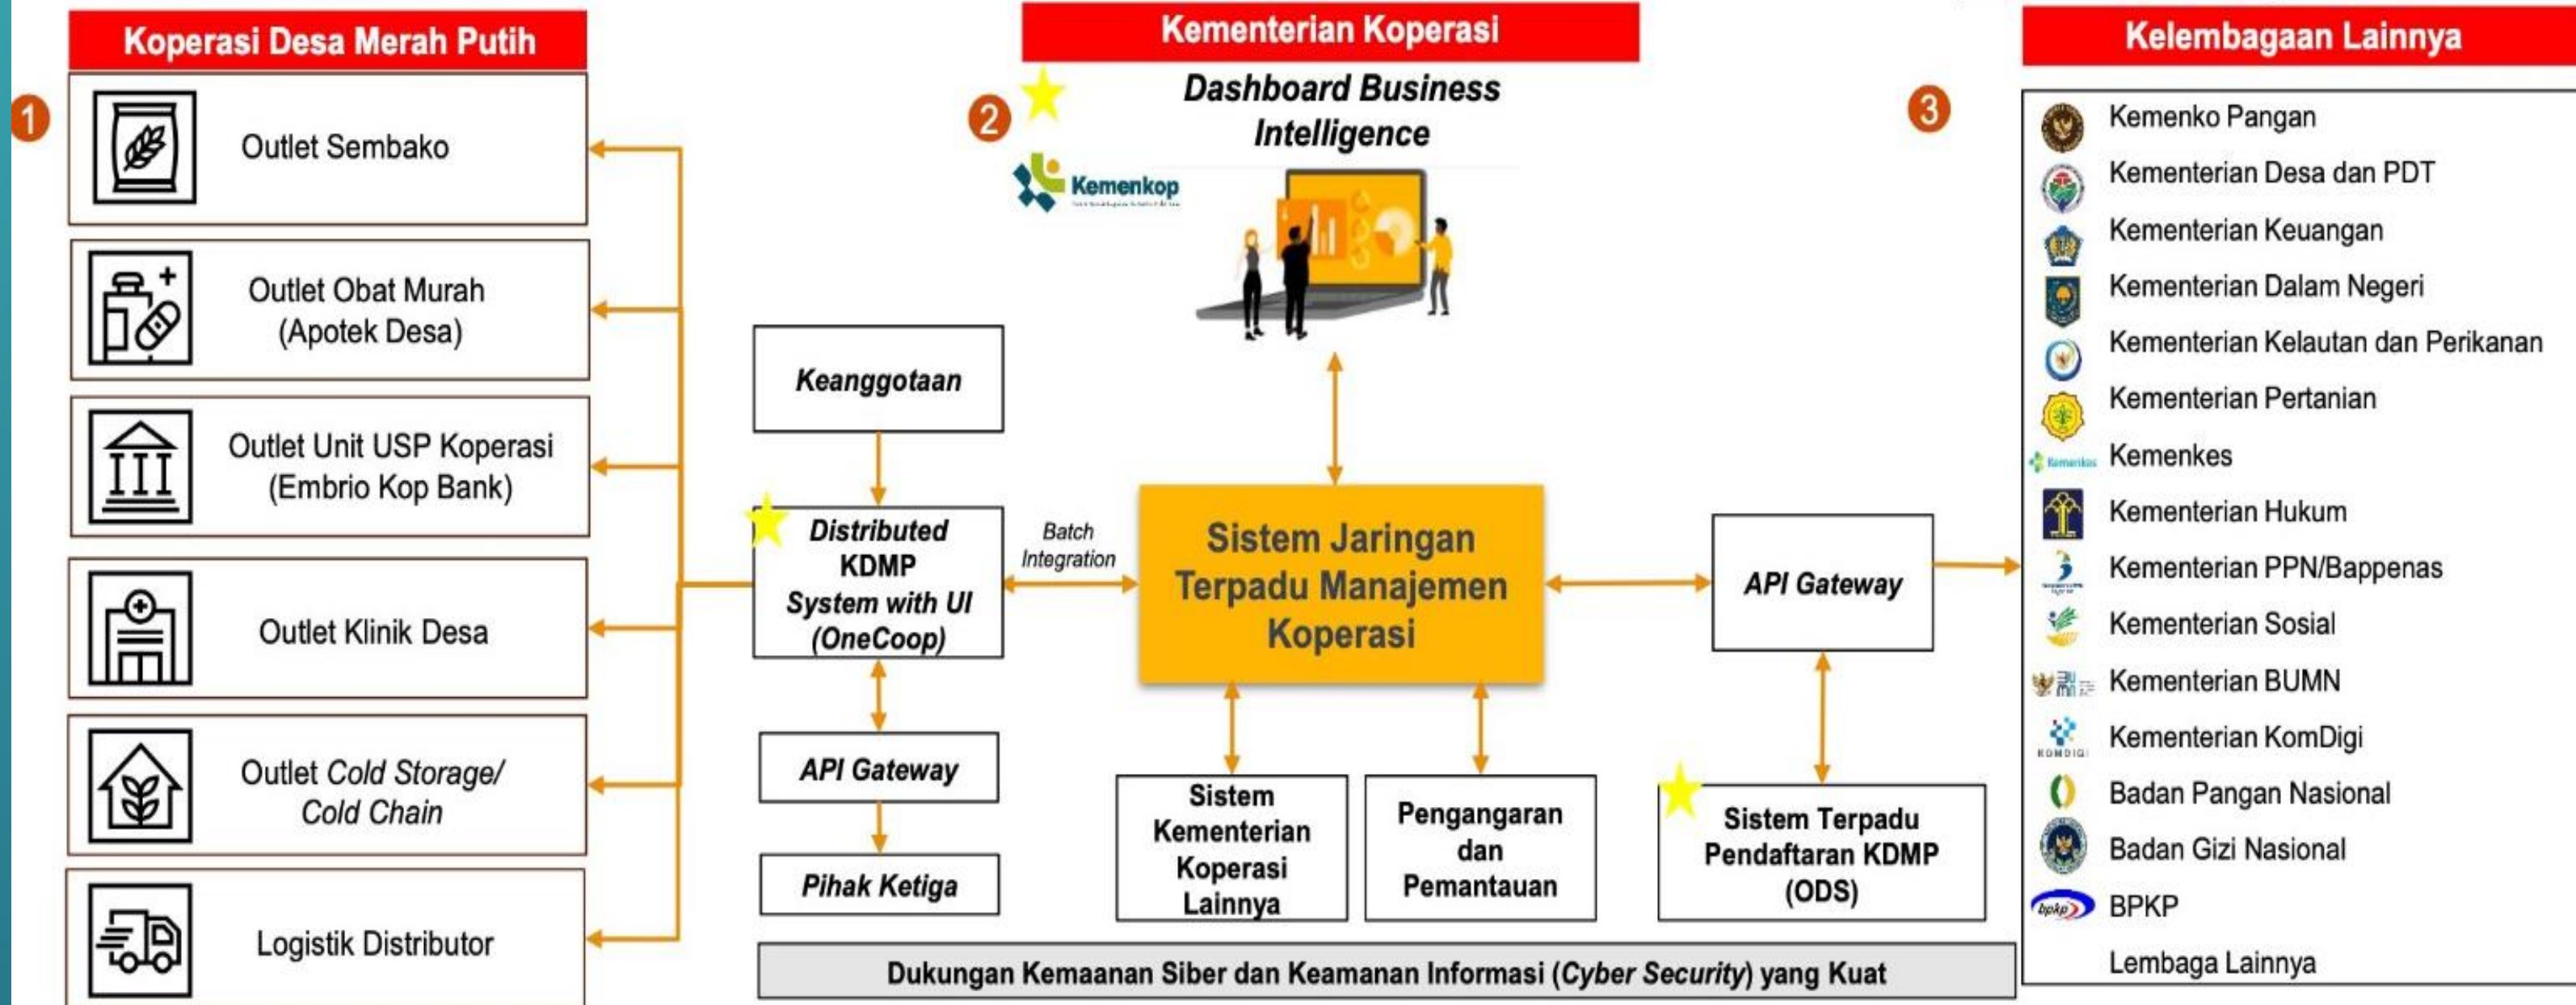 Koperasi Desa Merah Putih
1
Outlet Sembako
Outlet Obat Murah
(Apotek Desa)
Outlet Unit USP Koperasi
(Embrio Kop Bank)
Outlet Klinik Desa
Outlet Cold Storage/
Cold Chain
Logistik Distributor
Kementerian Koperasi
2
Dashboard Business
Intelligence
Kemenkop
Keanggotaan
Distributed
KDMP
System with UI
(OneCoop)
Batch
Integration
API Gateway
Pihak Ketiga
Sistem Jaringan
Terpadu Manajemen
Koperasi
Sistem
Kementerian
Koperasi
Lainnya
Pengangaran
dan
Pemantauan
API Gateway
Sistem Terpadu
Pendaftaran KDMP
(ODS)
Dukungan Kemaanan Siber dan Keamanan Informasi (Cyber Security) yang Kuat
3
Kelembagaan Lainnya
Kemenko Pangan
Kementerian Desa dan PDT
Kementerian Keuangan
Kementerian Dalam Negeri
Kementerian Kelautan dan Perikanan
Kementerian Pertanian
Kemenkes
Kemenkes
Kementerian Hukum
Kementerian PPN/Bappenas
Kementerian Sosial
BUMN
Kementerian BUMN
KOMDIGI
Kementerian KomDigi
Badan Pangan Nasional
Badan Gizi Nasional
bpkp
BPKP
Lembaga Lainnya